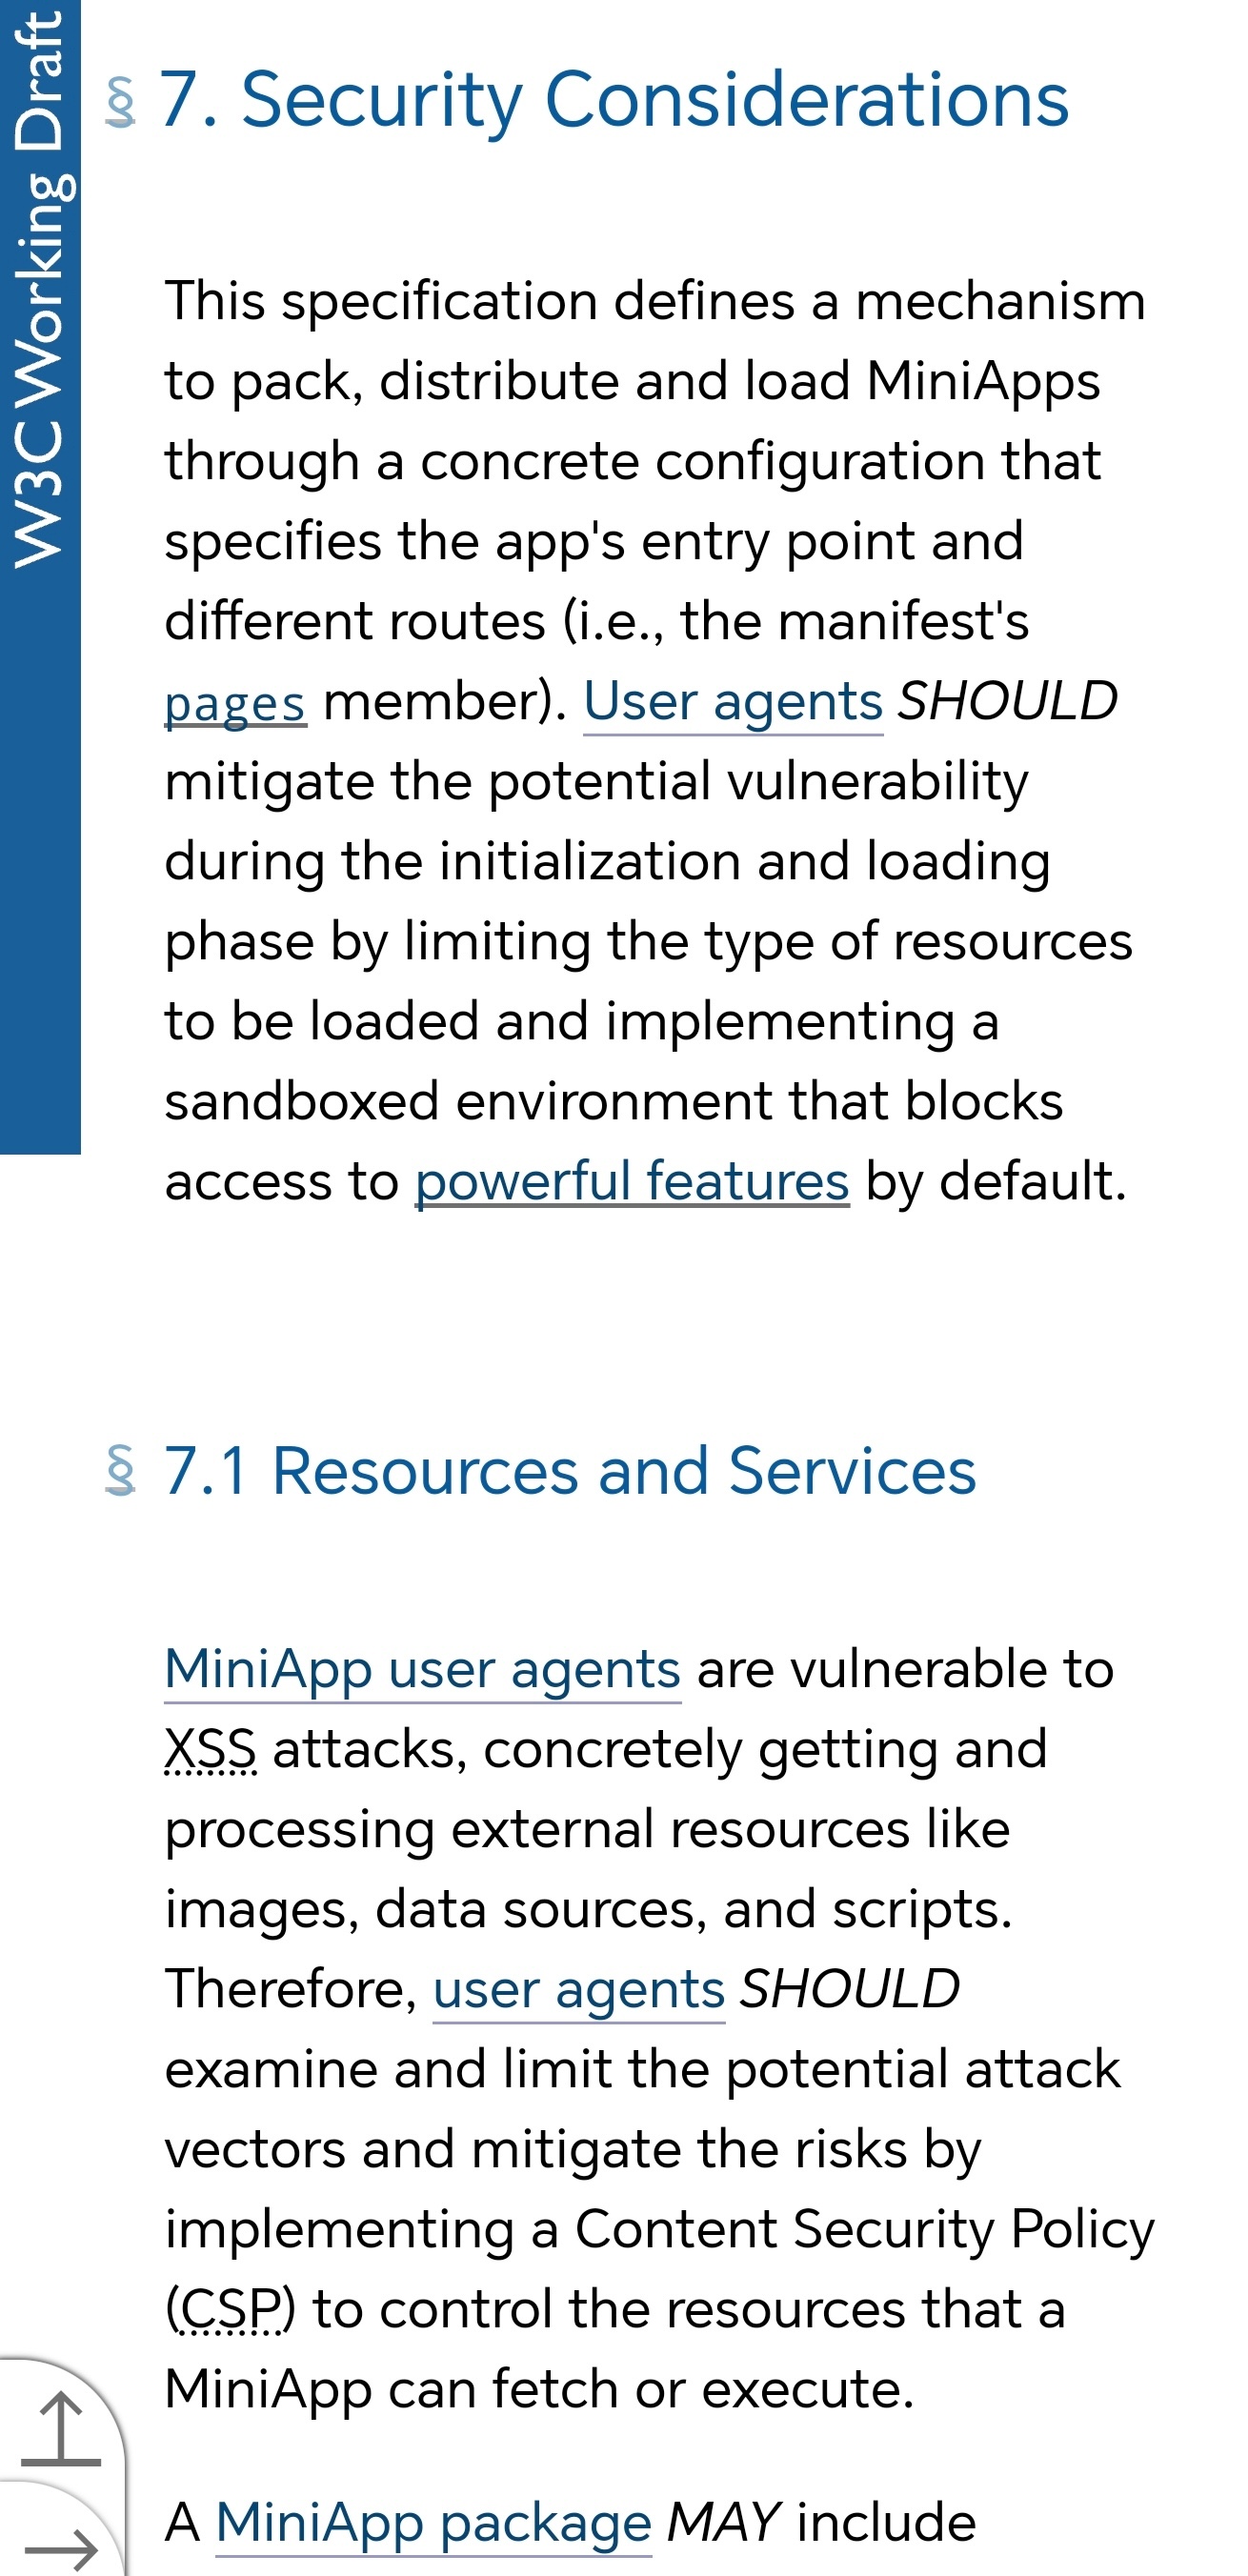 W3C Working Draft
§ 7. Security Considerations
This specification defines a mechanism
to pack, distribute and load MiniApps
through a concrete configuration that
specifies the app's entry point and
different routes (i.e., the manifest's
pages member). User agents SHOULD
mitigate the potential vulnerability
during the initialization and loading
phase by limiting the type of resources
to be loaded and implementing a
sandboxed environment that blocks
access to powerful features by default.
§ 7.1 Resources and Services
MiniApp user agents are vulnerable to
XSS attacks, concretely getting and
processing external resources like
images, data sources, and scripts.
Therefore, user agents SHOULD
examine and limit the potential attack
vectors and mitigate the risks by
implementing a Content Security Policy
(CSP) to control the resources that a
MiniApp can fetch or execute.
A MiniApp package MAY include